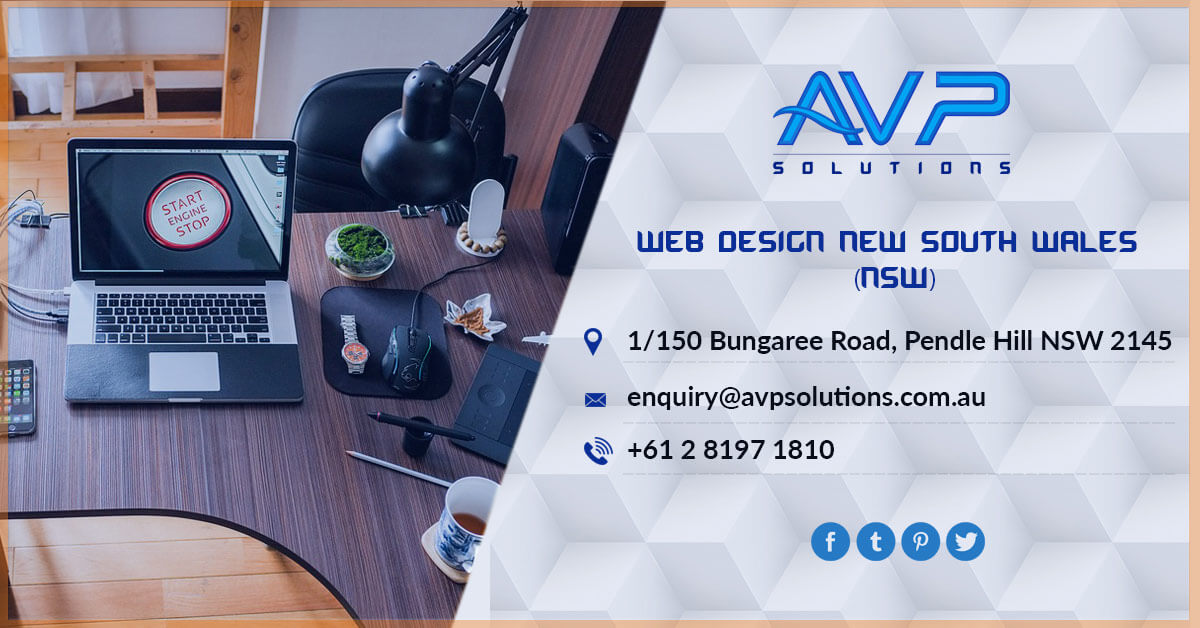 START
ENGINE
STOP
AVP
SOLUTIONS
WEB DESIGN NEW SOUTH WALES
(NSW)
1/150 Bungaree Road, Pendle Hill NSW 2145
enquiry@avpsolutions.com.au
+61 2 8197 1810